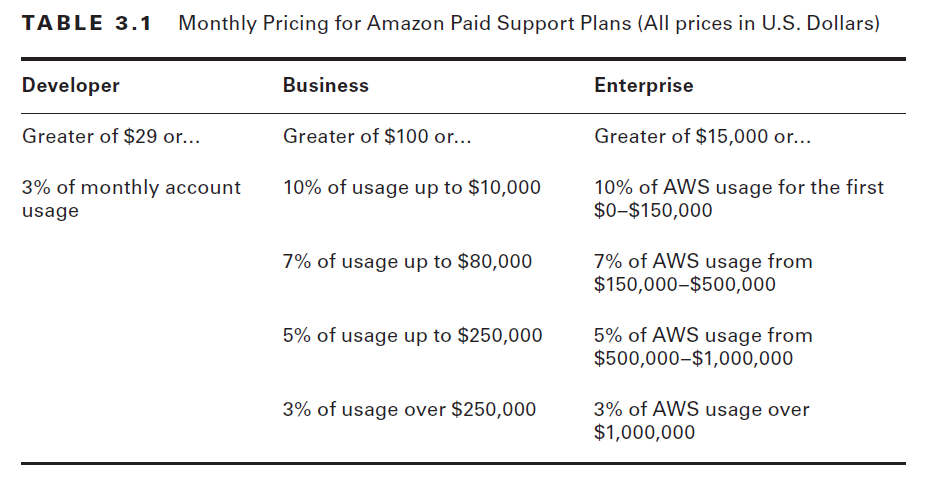 TABLE 3.1 Monthly Pricing for Amazon Paid Support Plans (All prices in U.S. Dollars)
Developer Business Enterprise
Greater of $29 or... Greater of $100 or... Greater of $15,000 or...
3% of monthly account 10% of usage up to $10,000 10% of AWS usage for the first
usage $0–$150,000
7% of usage up to $80,000 7% of AWS usage from
$150,000–$500,000
5% of usage up to $250,000 5% of AWS usage from
$500,000–$1,000,000
3% of usage over $250,000 3% of AWS usage over
$1,000,000